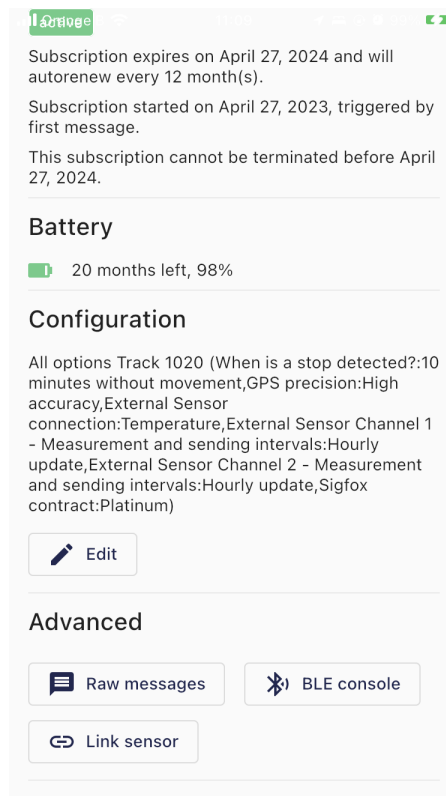 active
Subscription expires on April 27, 2024 and will
autorenew every 12 month(s).
Subscription started on April 27, 2023, triggered by
first message.
This subscription cannot be terminated before April
27, 2024.
Battery
20 months left, 98%
Configuration
All options Track 1020 (When is a stop detected?:10
minutes without movement,GPS precision:High
accuracy,External Sensor
connection:Temperature,External Sensor Channel 1
- Measurement and sending intervals:Hourly
update,External Sensor Channel 2 - Measurement
and sending intervals:Hourly update,Sigfox
contract:Platinum)
Edit
Advanced
Raw messages
BLE console
Link sensor